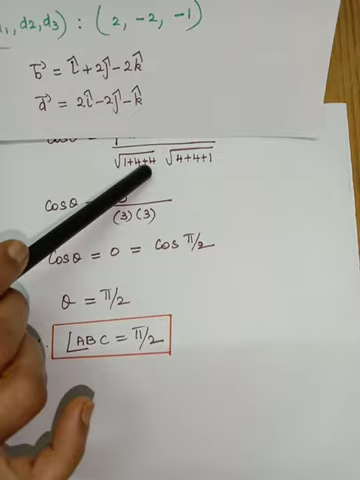 ,d2,d3) : (2, -2, -1)
b⃗ = î + 2ĵ - 2k̂
d⃗ = 2î - 2ĵ - k̂
√1+4+4 √4+4+1
cosθ =
(3)(3)
cosθ = 0 = cos π/2
θ = π/2
∠ABC = π/2